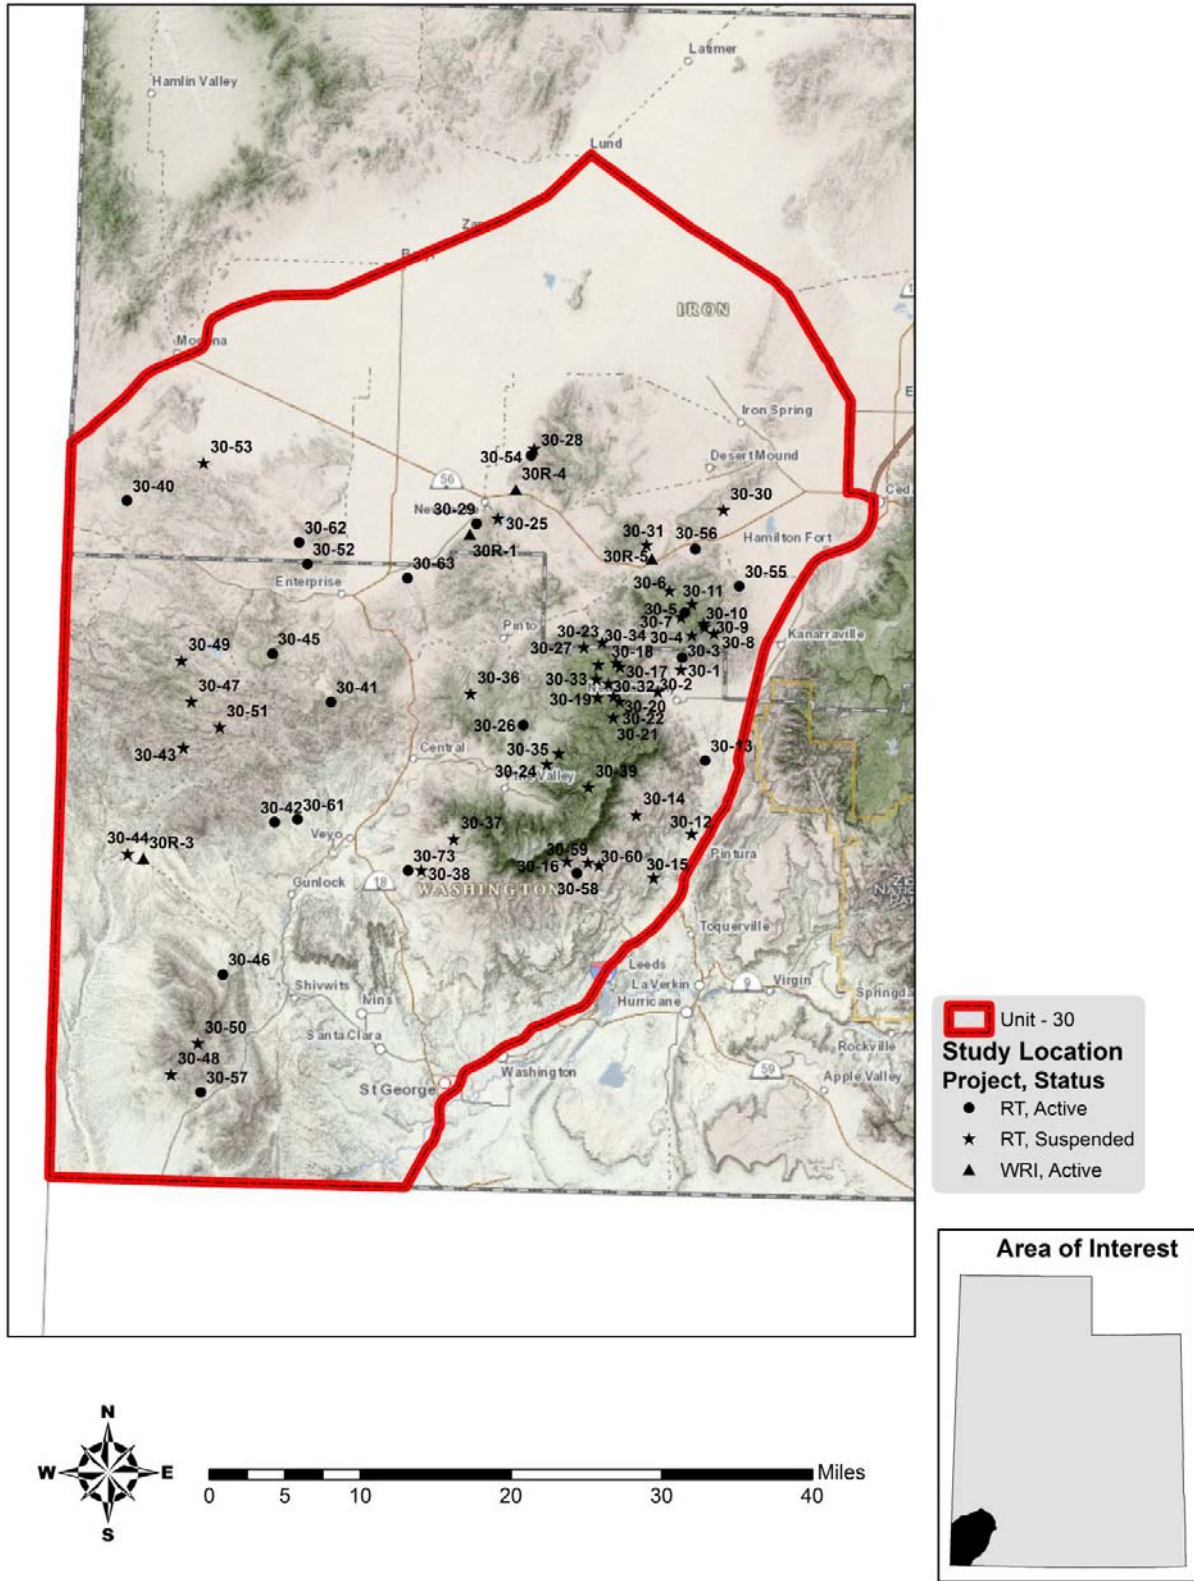 Latimer
Hamlin Valley
Lund
IRON
Iron Spring
30-53
30-28
Desert Mound
30-54
30R-4
30-40
56
30-30
30-29
30-25
30-62
30-31
30-56
Hamilton Fort
30-52
30R-1
30R-5
30-63
Enterprise
30-6
30-11
30-55
30-5
30-10
30-7
30-9
Pinto
30-23
30-34
30-4
30-8
Kanarraville
30-49
30-45
30-27
30-18
30-3
30-17
30-1
30-36
30-33
30-32
30-2
30-47
30-41
30-19
30-20
30-51
30-26
30-22
30-21
30-43
Central
30-35
30-13
30-24
Valley
30-39
30-14
30-42
30-61
30-37
30-12
Veyo
30-44
30R-3
30-59
Pintura
30-73
30-16
30-60
30-15
30-38
Gunlock
18
WASHINGTON
30-58
Toquerville
30-46
Leeds
LaVerkin
9
Virgin
Shivwits
Hurricane
Springda
Ivins
30-50
Santa Clara
Rockville
30-48
Washington
59
30-57
St George
Apple Valley
Unit - 30
Study Location
Project, Status
RT, Active
RT, Suspended
WRI, Active
Area of Interest
N
W
E
S
Miles
0
5
10
20
30
40